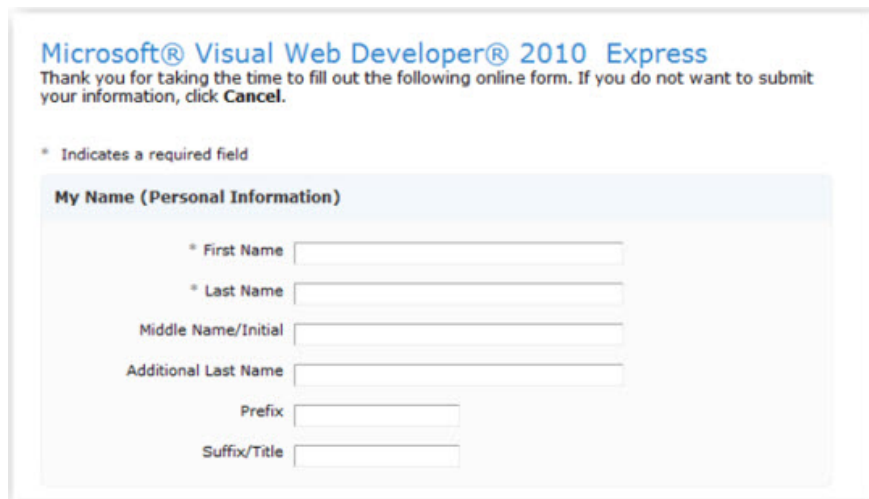 Microsoft® Visual Web Developer® 2010 Express
Thank you for taking the time to fill out the following online form. If you do not want to submit
your information, click Cancel.
* Indicates a required field
My Name (Personal Information)
* First Name
* Last Name
Middle Name/Initial
Additional Last Name
Prefix
Suffix/Title